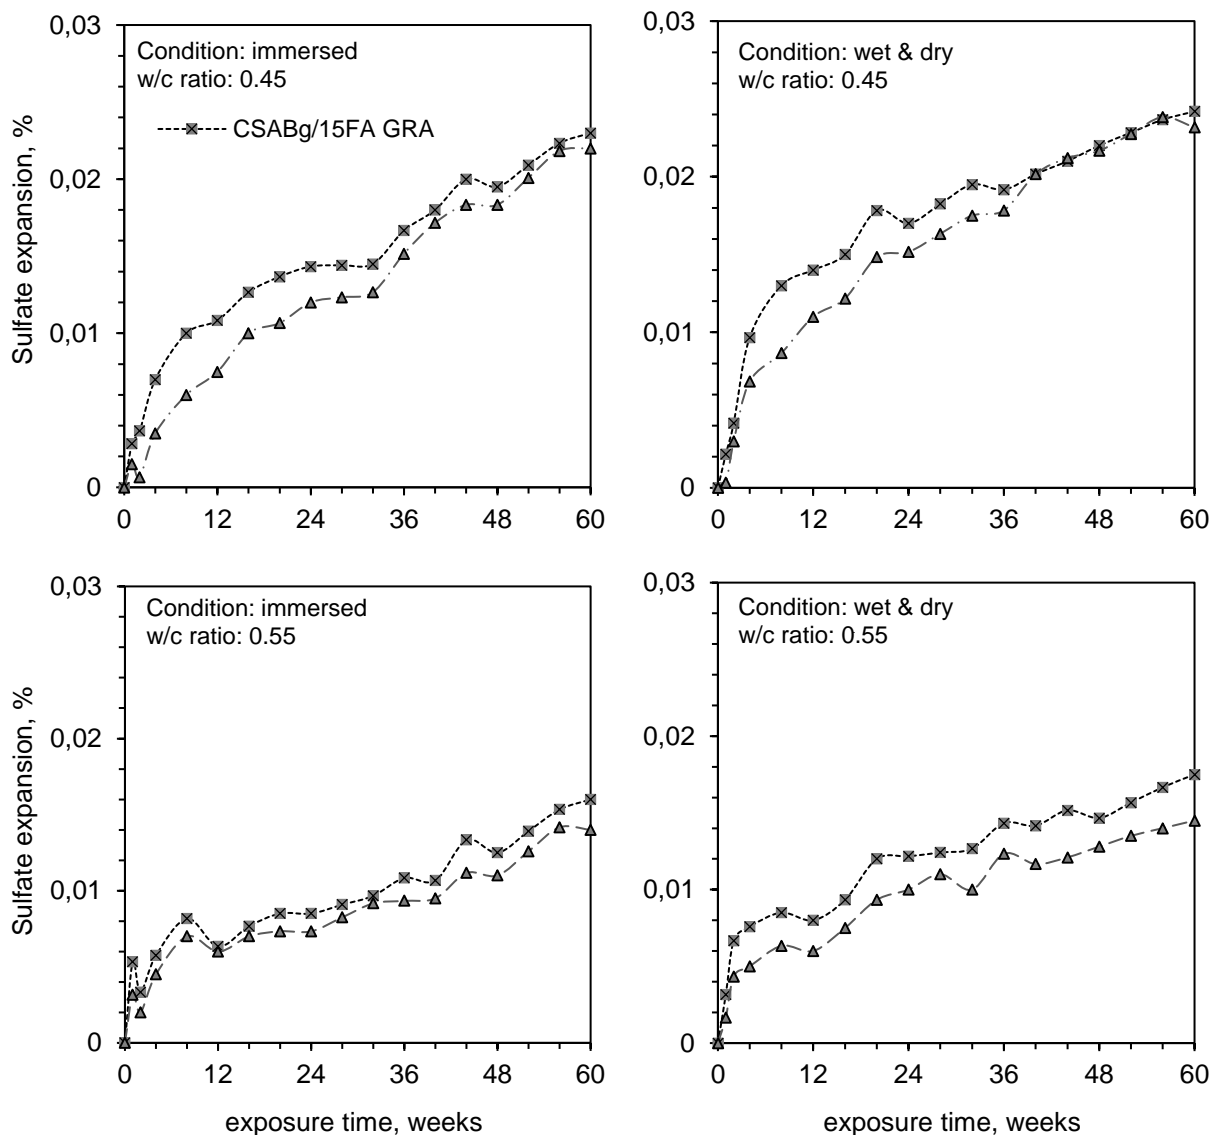 0,03
Condition: immersed
w/c ratio: 0.45
CSABg/15FA GRA
0,02
0,01
0
Sulfate expansion, %
0 12 24 36 48 60
0,03
Condition: wet & dry
w/c ratio: 0.45
0,02
0,01
0
0 12 24 36 48 60
0,03
Condition: immersed
w/c ratio: 0.55
0,02
0,01
0
Sulfate expansion, %
0 12 24 36 48 60
exposure time, weeks
0,03
Condition: wet & dry
w/c ratio: 0.55
0,02
0,01
0
0 12 24 36 48 60
exposure time, weeks